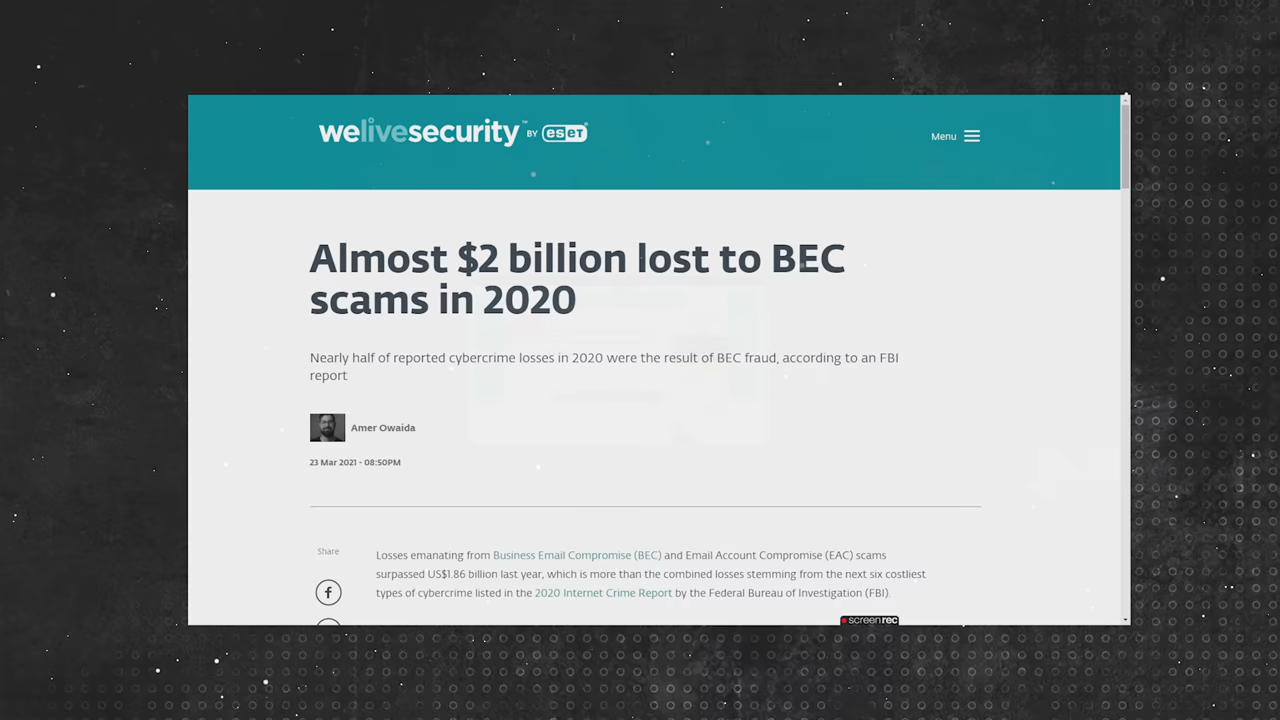 welivesecurity™ BY eseT®
Menu
Almost $2 billion lost to BEC
scams in 2020
Nearly half of reported cybercrime losses in 2020 were the result of BEC fraud, according to an FBI
report
Amer Owaida
23 Mar 2021 - 08:50PM
Share
Losses emanating from Business Email Compromise (BEC) and Email Account Compromise (EAC) scams
surpassed US$1.86 billion last year, which is more than the combined losses stemming from the next six costliest
types of cybercrime listed in the 2020 Internet Crime Report by the Federal Bureau of Investigation (FBI).
screenrec